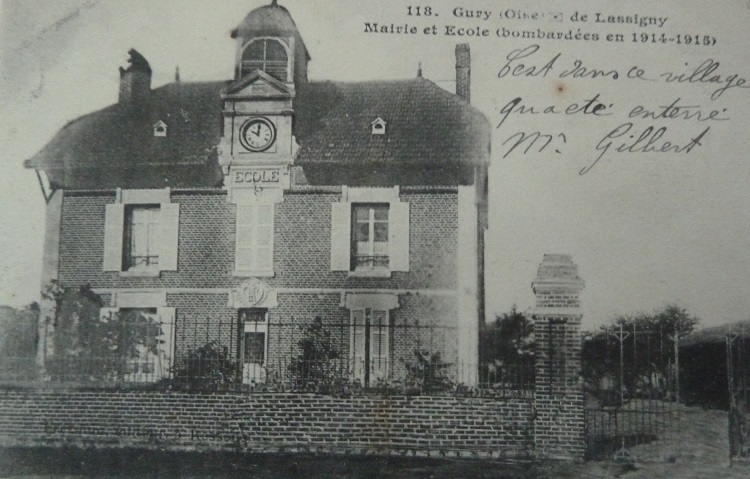 118. Gury (Oise) de Lassigny
Mairie et Ecole (bombardées en 1914-1915)
C'est dans ce village
qu'a été enterré
Mr. Gilbert
ECOLE